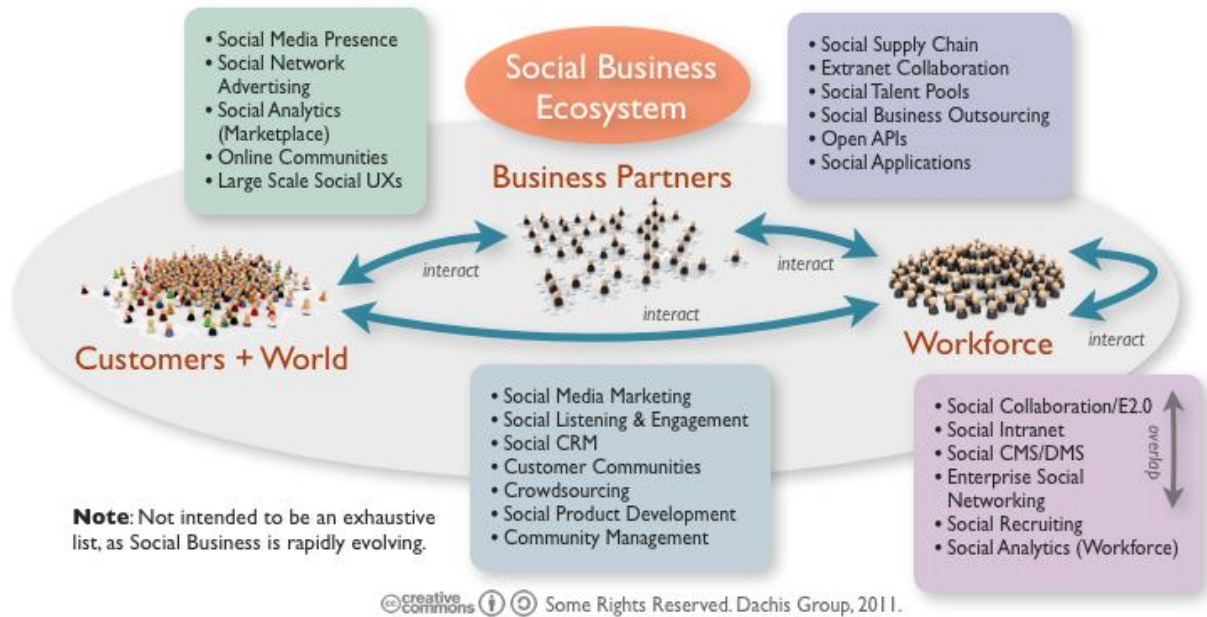 Social Business
Ecosystem
• Social Media Presence
• Social Network
Advertising
• Social Analytics
(Marketplace)
• Online Communities
• Large Scale Social UXs
• Social Supply Chain
• Extranet Collaboration
• Social Talent Pools
• Social Business Outsourcing
• Open APIs
• Social Applications
Business Partners
interact
interact
interact
interact
Customers + World
Workforce
• Social Media Marketing
• Social Listening & Engagement
• Social CRM
• Customer Communities
• Crowdsourcing
• Social Product Development
• Community Management
• Social Collaboration/E2.0
• Social Intranet
• Social CMS/DMS
• Enterprise Social
Networking
• Social Recruiting
• Social Analytics (Workforce)
overlap
Note: Not intended to be an exhaustive
list, as Social Business is rapidly evolving.
cc creative commons Some Rights Reserved. Dachis Group, 2011.